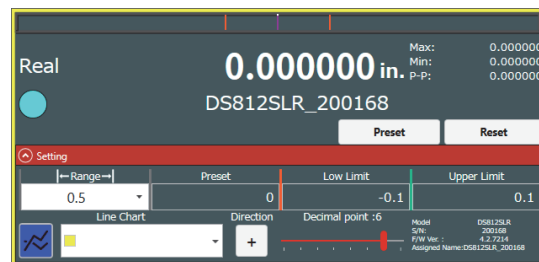 Real
0.000000 in.
Max: 0.000000
Min: 0.000000
P-P: 0.000000
DS812SLR_200168
Preset Reset
Setting
|←Range→| Preset Low Limit Upper Limit
0.5 0 -0.1 0.1
Line Chart Direction Decimal point :6
+
Model DS812SLR
S/N: 200168
F/W Ver. : 4.2.7214
Assigned Name:DS812SLR_200168